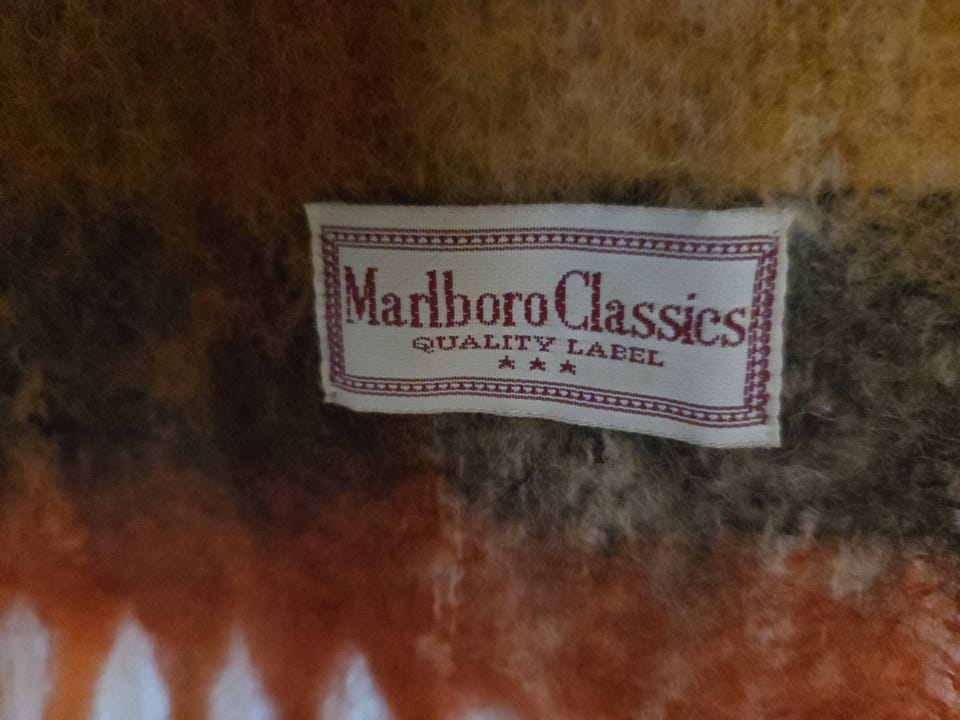 Marlboro Classics
QUALITY LABEL
★ ★ ★